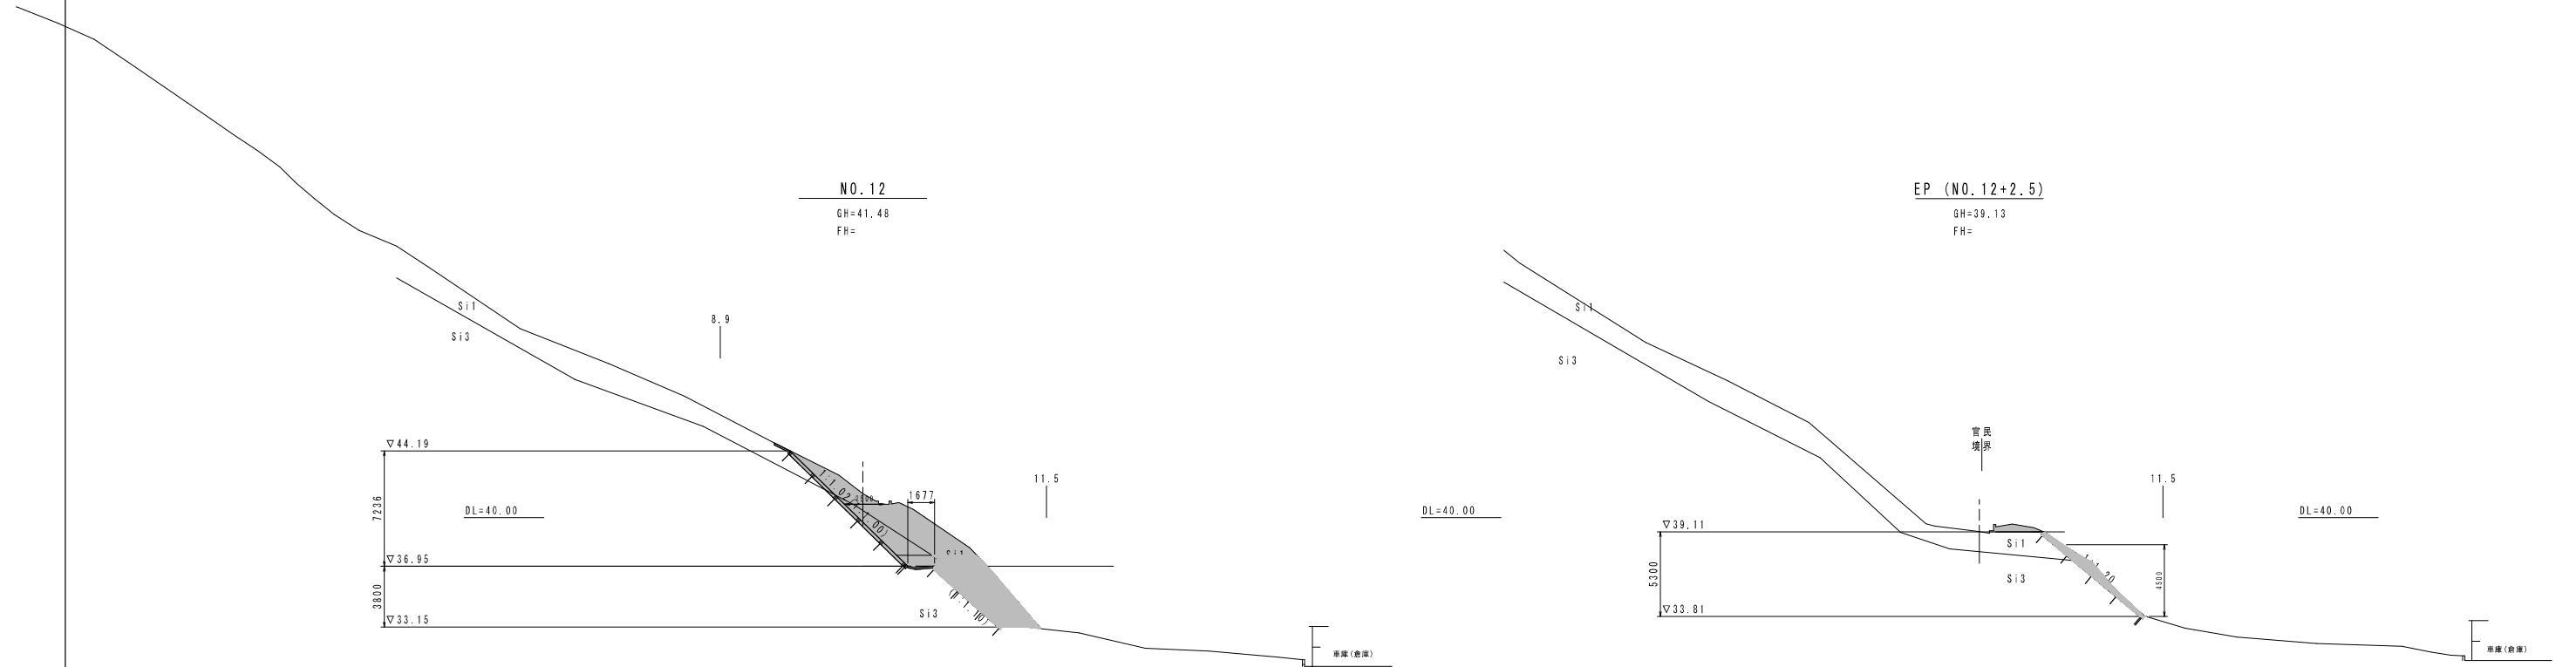 NO.12
GH=41.48
FH=
Si1
Si3
8.9
▽44.19
7236
DL=40.00
1677
11.5
▽36.95
3800
▽33.15
Si3
車庫(倉庫)
EP (NO.12+2.5)
GH=39.13
FH=
Si1
Si3
官民
境界
11.5
DL=40.00
DL=40.00
▽39.11
Si1
5300
4500
Si3
▽33.81
車庫(倉庫)